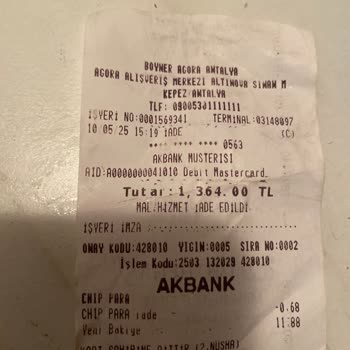 BOYNER AGORA ANTALYA
AGORA ALIŞVERİŞ MERKEZİ ALTINOVA SİNAN M
KEPEZ/ANTALYA
TLF: 09005301111111
İŞYERİ NO:0001569341 TERMINAL:03148097
10/05/25 15:19 İADE (C)
**** **** **** 0563
AKBANK MUSTERISI
AID:A0000000041010 Debit Mastercard
Tutar: 1,364.00 TL
MAL/HİZMET İADE EDİLDİ
İŞYERİ İMZA
ONAY KODU:428010 YIGIN:0005 SIRA NO:0002
İşlem Kodu:2503 132029 428010
AKBANK
CHIP PARA
CHIP PARA iade -0.68
Yeni Bakiye 11.88
(2.NUSHA)